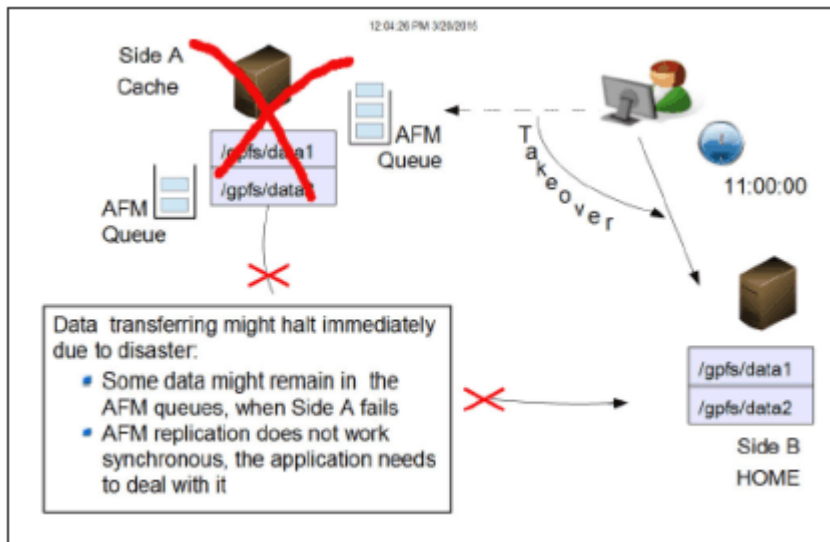 12:04:26 PM 3/20/2015
Side A
Cache
AFM
Queue
/gpfs/data1
/gpfs/data2
AFM
Queue
Takeover
11:00:00
Data transferring might halt immediately
due to disaster:
Some data might remain in the
AFM queues, when Side A fails
AFM replication does not work
synchronous, the application needs
to deal with it
/gpfs/data1
/gpfs/data2
Side B
HOME